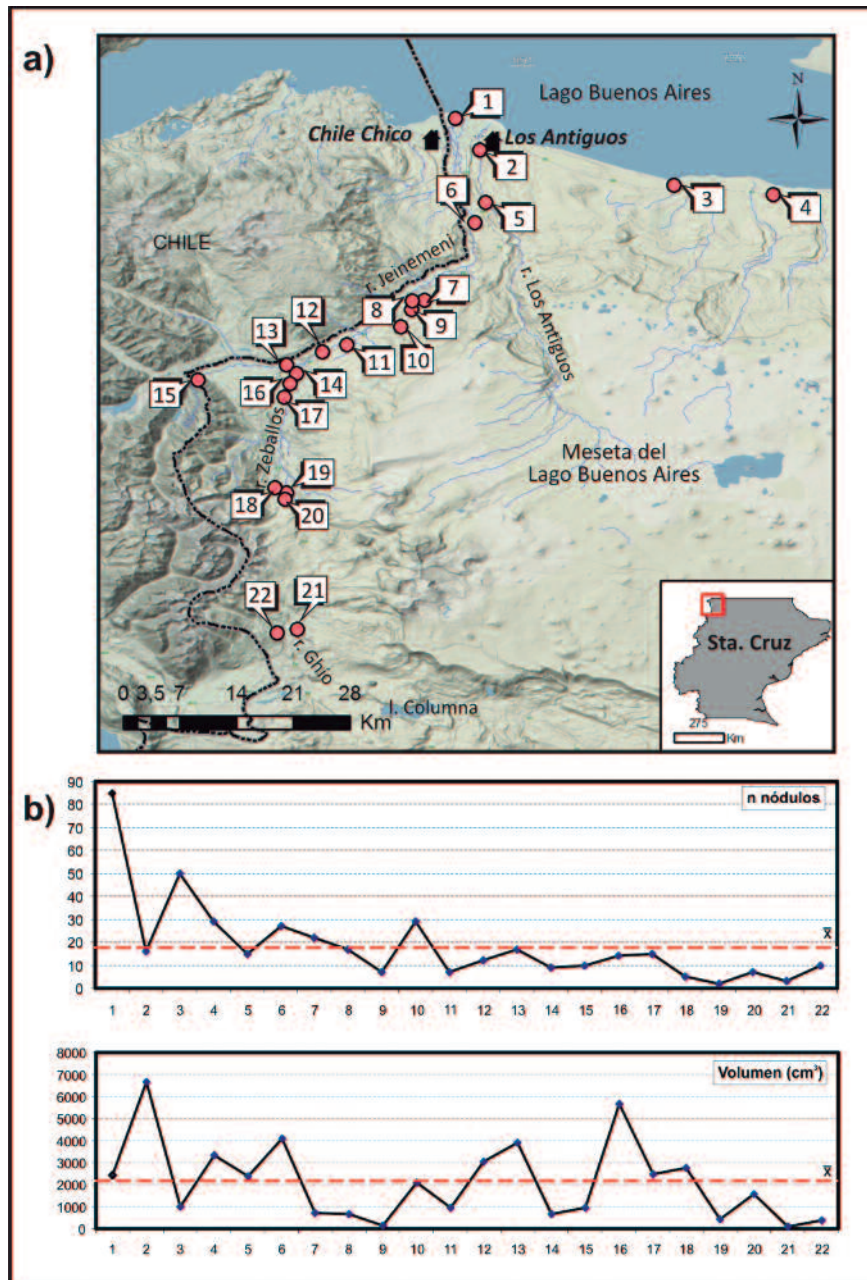 a)
Lago Buenos Aires
N
1
Chile Chico
Los Antiguos
2
6
3
4
5
CHILE
r. Jeinemeni
r. Los Antiguos
8
7
12
9
13
10
11
14
16
15
17
r. Zeballos
Meseta del
Lago Buenos Aires
19
18
20
22
21
r. Ghio
Sta. Cruz
0 3,5 7 14 21 28
Km
l. Columna
275
Km
b)
90
80
70
60
50
40
30
20
10
0
n nódulos
x̄
1 2 3 4 5 6 7 8 9 10 11 12 13 14 15 16 17 18 19 20 21 22
8000
7000
6000
5000
4000
3000
2000
1000
0
Volumen (cm³)
x̄
1 2 3 4 5 6 7 8 9 10 11 12 13 14 15 16 17 18 19 20 21 22